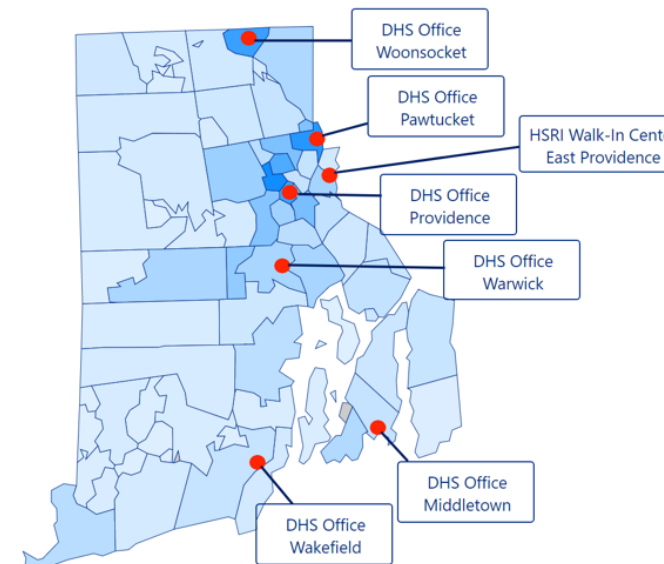 DHS Office
Woonsocket
DHS Office
Pawtucket
HSRI Walk-In Cente
East Providence
DHS Office
Providence
DHS Office
Warwick
DHS Office
Middletown
DHS Office
Wakefield